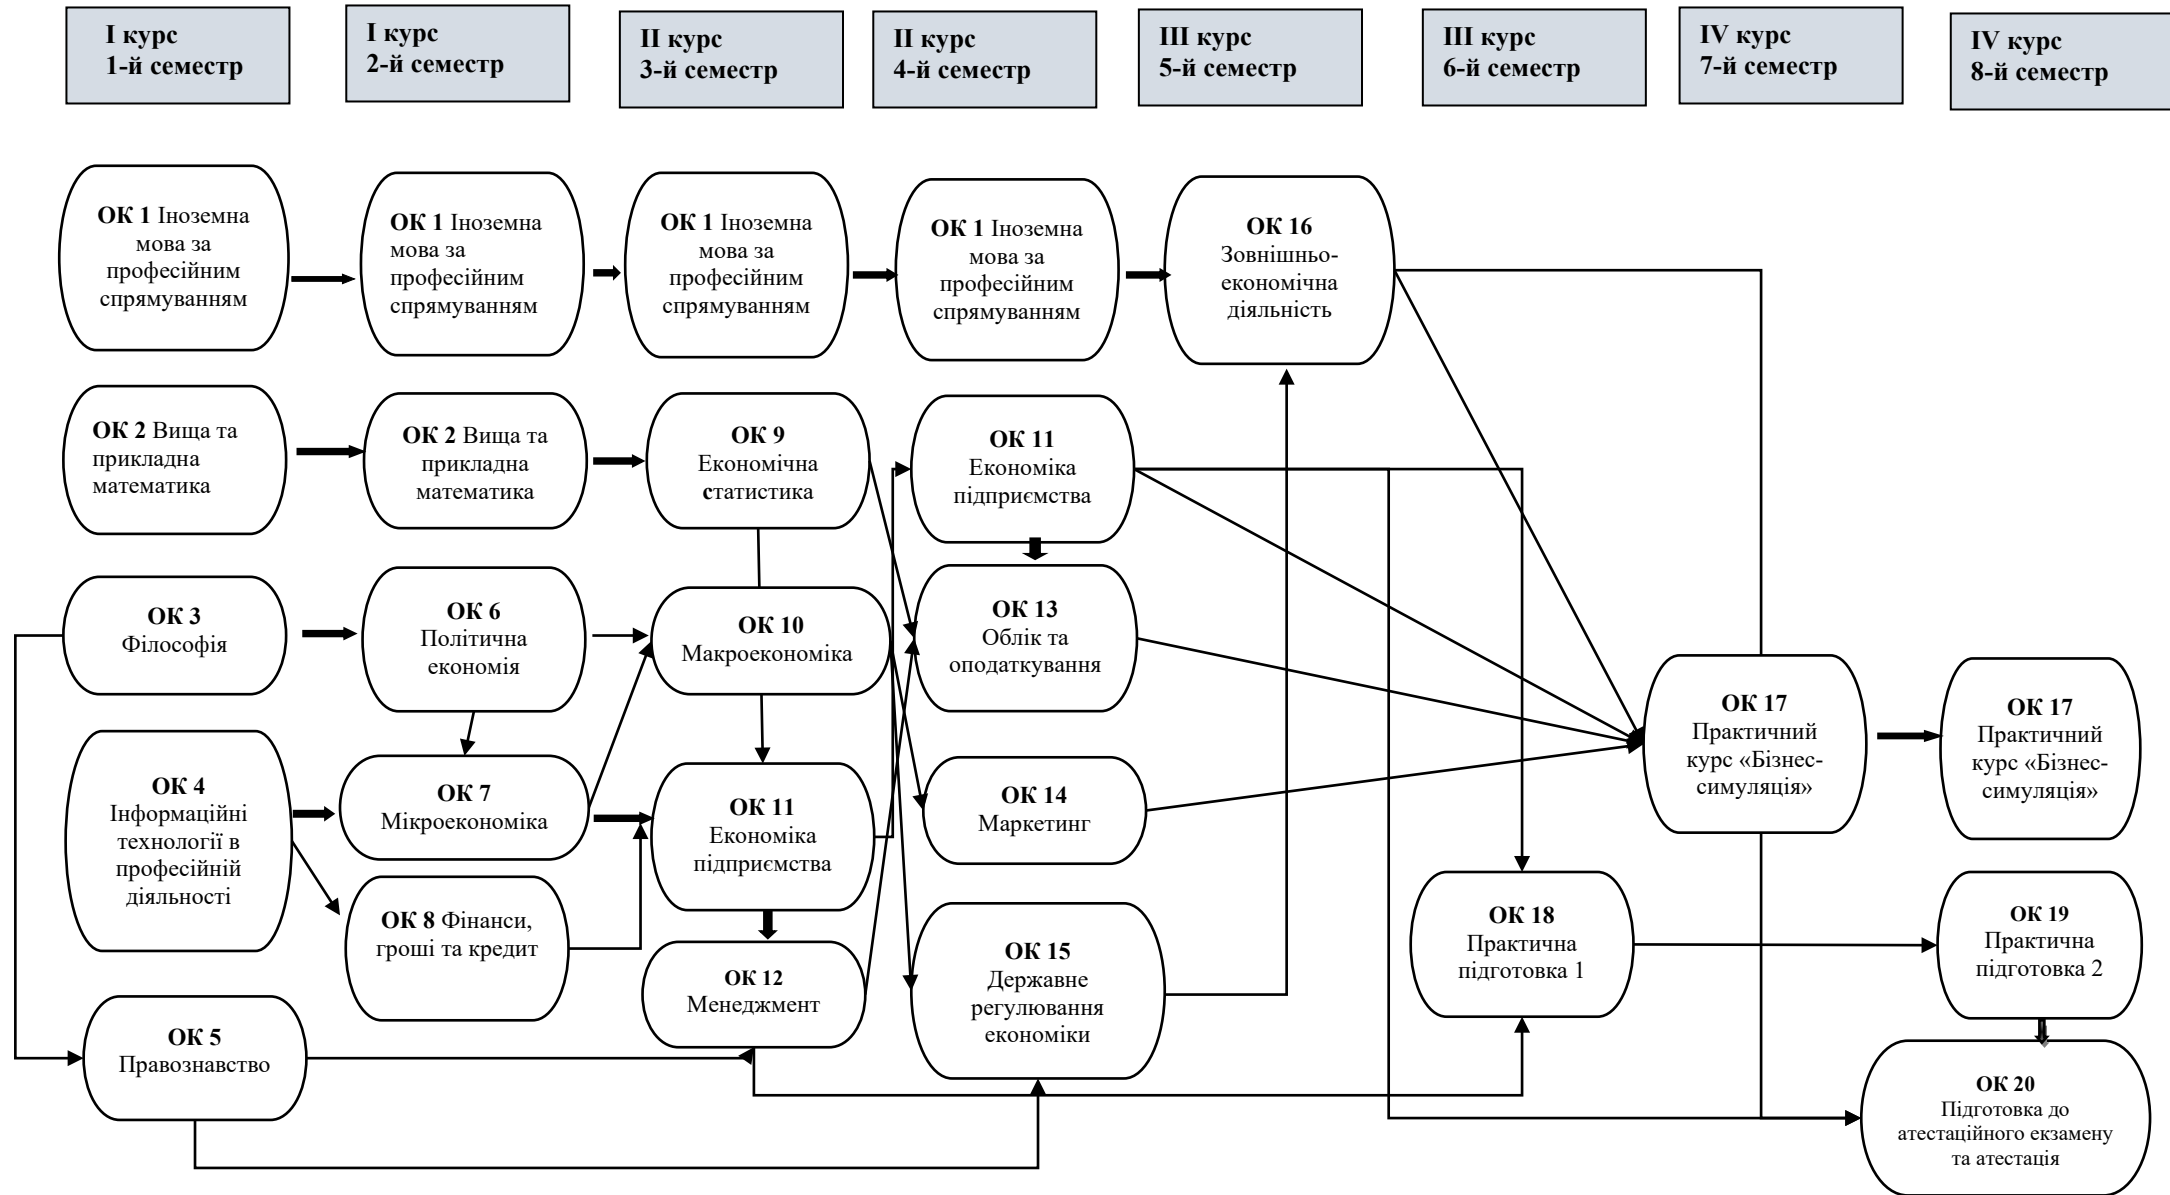 I курс
1-й семестр
I курс
2-й семестр
II курс
3-й семестр
II курс
4-й семестр
III курс
5-й семестр
III курс
6-й семестр
IV курс
7-й семестр
IV курс
8-й семестр
ОК 1 Іноземна
мова за
професійним
спрямуванням
ОК 1 Іноземна
мова за
професійним
спрямуванням
ОК 1 Іноземна
мова за
професійним
спрямуванням
ОК 1 Іноземна
мова за
професійним
спрямуванням
ОК 16
Зовнішньо-
економічна
діяльність
ОК 2 Вища та
прикладна
математика
ОК 2 Вища та
прикладна
математика
ОК 9
Економічна
статистика
ОК 11
Економіка
підприємства
ОК 3
Філософія
ОК 6
Політична
економія
ОК 10
Макроекономіка
ОК 13
Облік та
оподаткування
ОК 4
Інформаційні
технології в
професійній
діяльності
ОК 7
Мікроекономіка
ОК 11
Економіка
підприємства
ОК 14
Маркетинг
ОК 17
Практичний
курс «Бізнес-
симуляція»
ОК 17
Практичний
курс «Бізнес-
симуляція»
ОК 8 Фінанси,
гроші та кредит
ОК 12
Менеджмент
ОК 15
Державне
регулювання
економіки
ОК 18
Практична
підготовка 1
ОК 19
Практична
підготовка 2
ОК 5
Правознавство
ОК 20
Підготовка до
атестаційного екзамену
та атестація